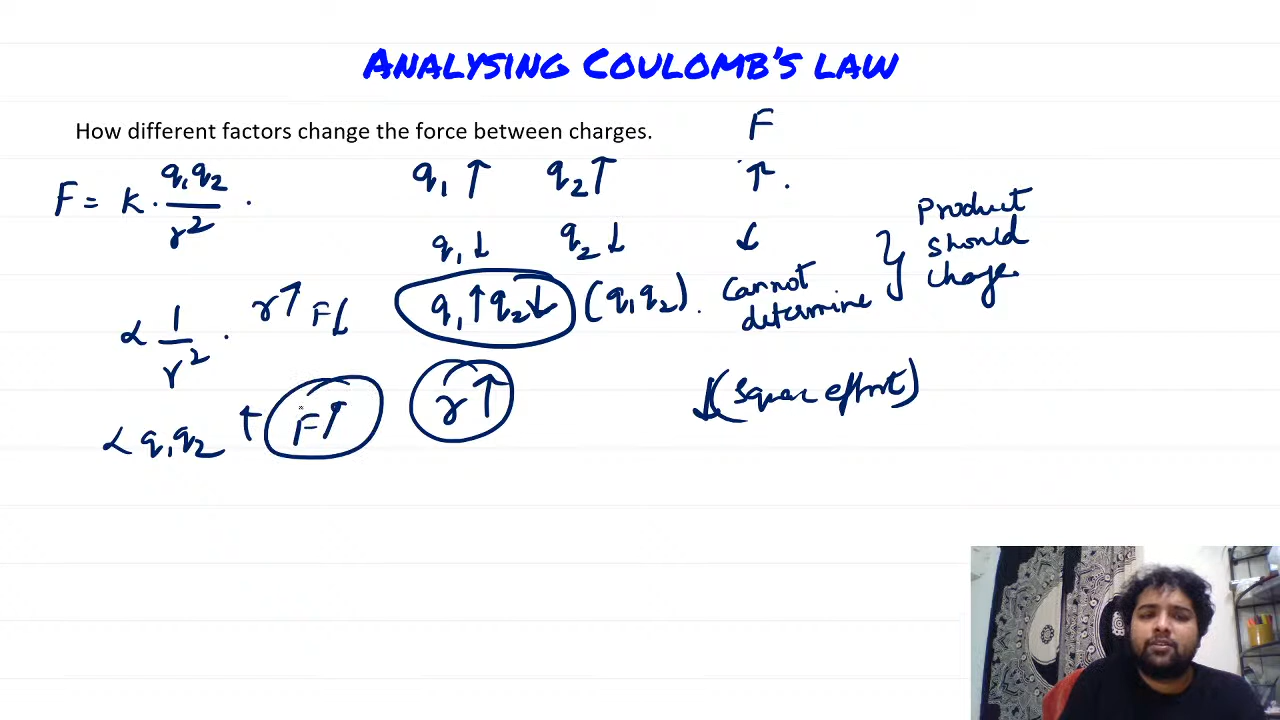 ANALYSING COULOMB'S LAW
How different factors change the force between charges.
F
F = k · q₁q₂ / r² ·
q₁ ↑ q₂ ↑ ↑ .
q₁ ↓ q₂ ↓ ↓
Product
should
change.
∝ 1 / r² · r ↑ F↓
q₁ ↑ q₂ ↓ (q₁q₂) . Cannot
determine
∝ q₁q₂ ↑ F↑
r ↑ ↓ (square effort)